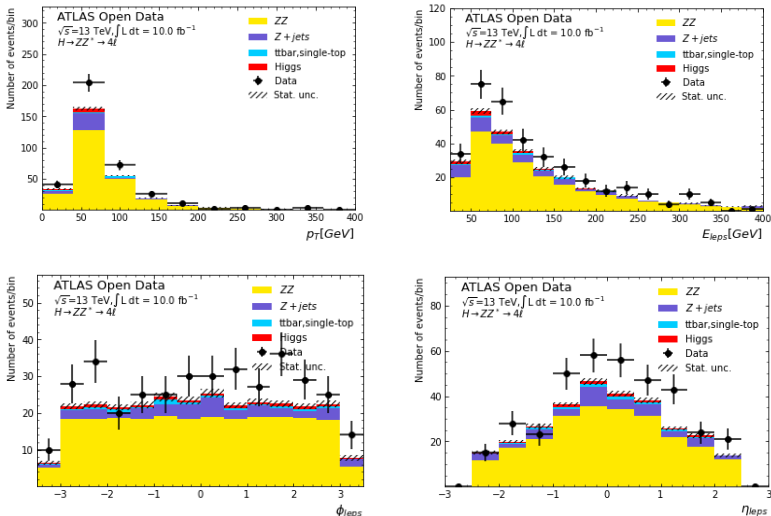 ATLAS Open Data
√s=13 TeV,∫L dt = 10.0 fb⁻¹
H→ZZ* →4ℓ
ZZ
Z+jets
ttbar,single-top
Higgs
Data
Stat. unc.
Number of events/bin
300
250
200
150
100
50
0 50 100 150 200 250 300 350 400
pT[GeV]
ATLAS Open Data
√s=13 TeV,∫L dt = 10.0 fb⁻¹
H→ZZ* →4ℓ
ZZ
Z+jets
ttbar,single-top
Higgs
Data
Stat. unc.
Number of events/bin
120
100
80
60
40
20
50 100 150 200 250 300 350 400
Eleps[GeV]
ATLAS Open Data
√s=13 TeV,∫L dt = 10.0 fb⁻¹
H→ZZ* →4ℓ
ZZ
Z+jets
ttbar,single-top
Higgs
Data
Stat. unc.
Number of events/bin
50
40
30
20
10
−3 −2 −1 0 1 2 3
ϕleps
ATLAS Open Data
√s=13 TeV,∫L dt = 10.0 fb⁻¹
H→ZZ* →4ℓ
ZZ
Z+jets
ttbar,single-top
Higgs
Data
Stat. unc.
Number of events/bin
80
60
40
20
−3 −2 −1 0 1 2 3
ηleps